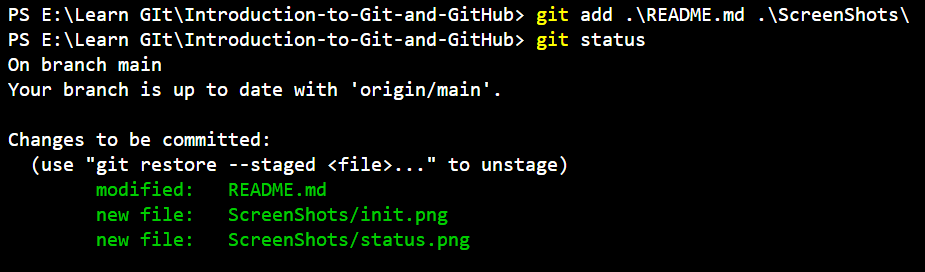 PS E:\Learn GIt\Introduction-to-Git-and-GitHub> git add .\README.md .\ScreenShots\
PS E:\Learn GIt\Introduction-to-Git-and-GitHub> git status
On branch main
Your branch is up to date with 'origin/main'.

Changes to be committed:
  (use "git restore --staged <file>..." to unstage)
        modified:   README.md
        new file:   ScreenShots/init.png
        new file:   ScreenShots/status.png